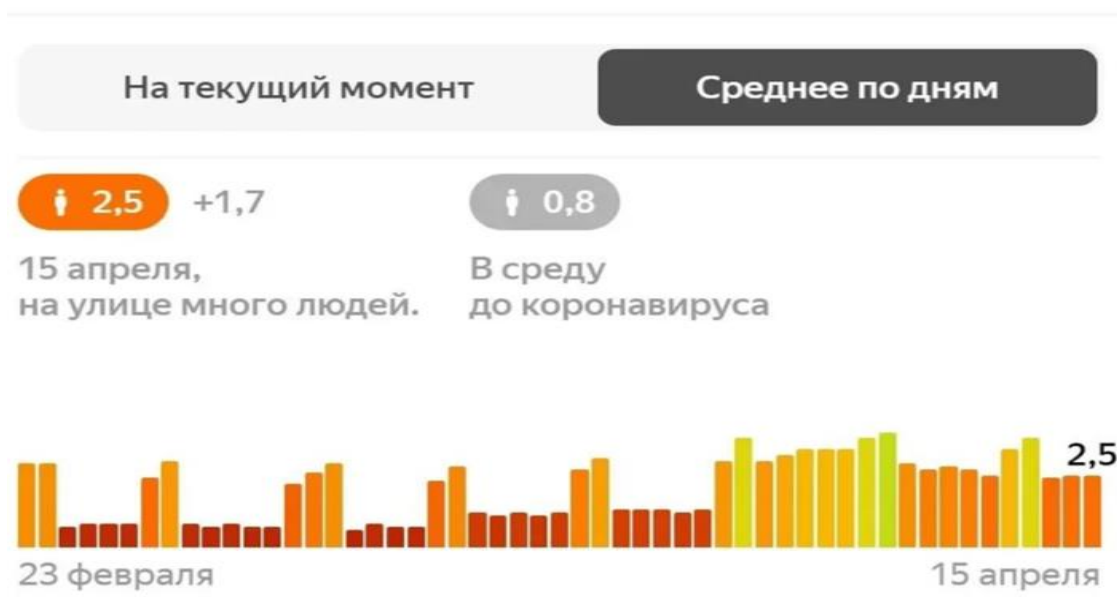 На текущий момент
Среднее по дням
2,5 +1,7
0,8
15 апреля,
на улице много людей.
В среду
до коронавируса
2,5
23 февраля
15 апреля